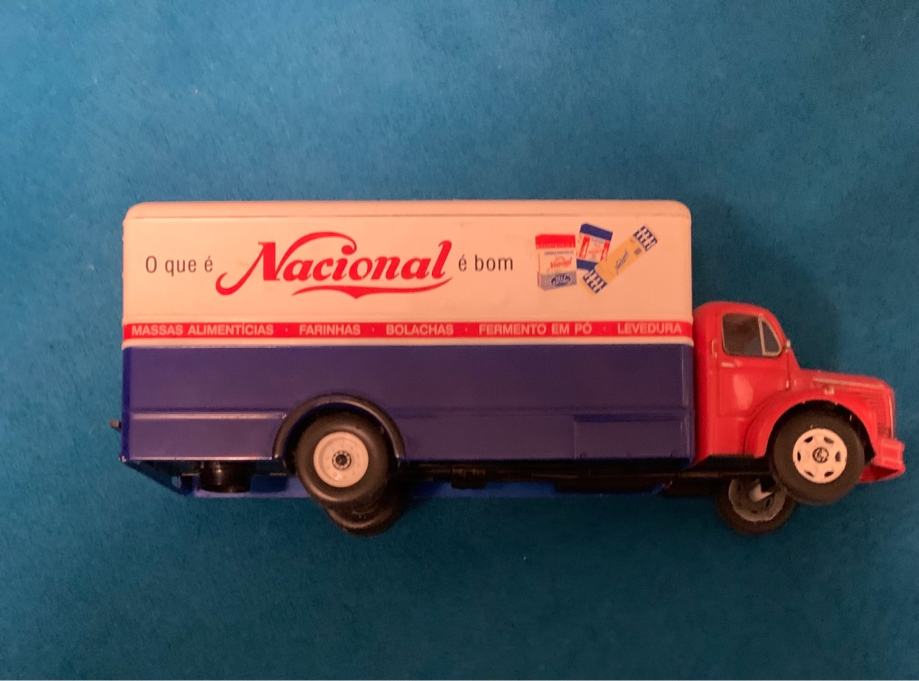 O que é Nacional é bom
MASSAS ALIMENTÍCIAS · FARINHAS · BOLACHAS · FERMENTO EM PÓ · LEVEDURA